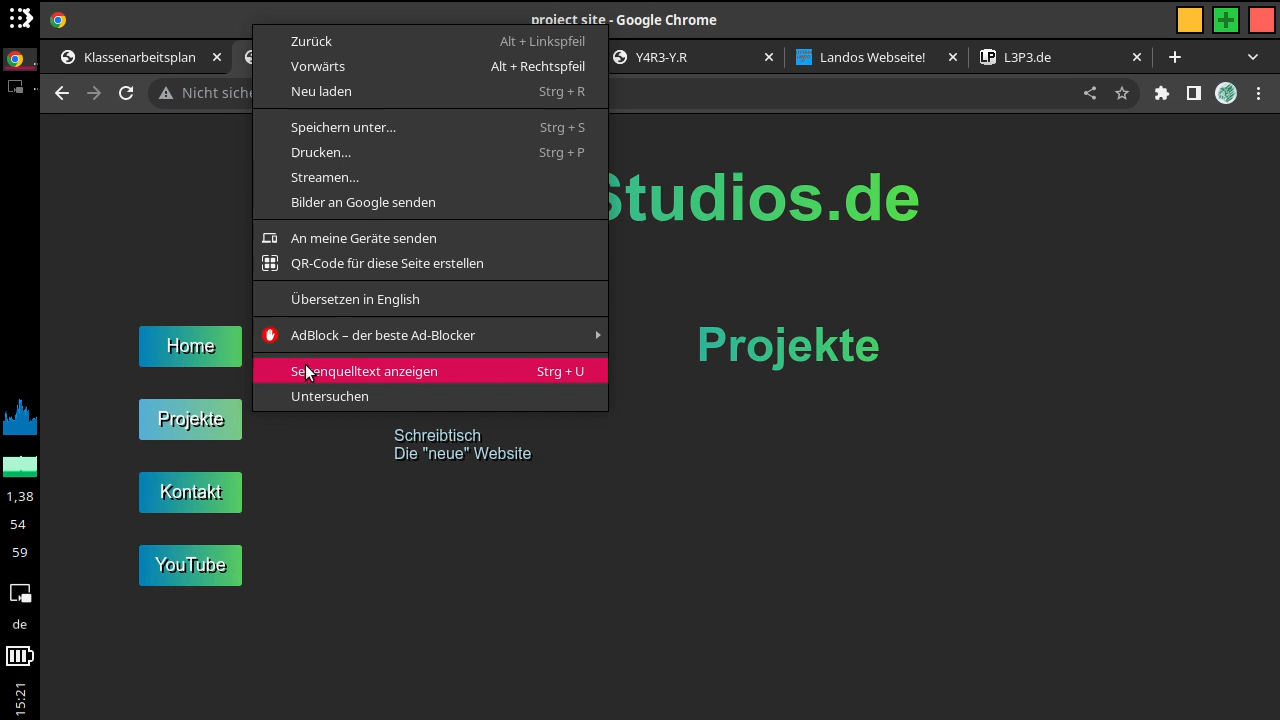 project site - Google Chrome
Klassenarbeitsplan
Y4R3-Y.R
Landos Webseite!
LP
L3P3.de
Zurück Alt + Linkspfeil
Vorwärts Alt + Rechtspfeil
Neu laden Strg + R
Speichern unter... Strg + S
Drucken... Strg + P
Streamen...
Bilder an Google senden
An meine Geräte senden
QR-Code für diese Seite erstellen
Übersetzen in English
AdBlock – der beste Ad-Blocker
Seitenquelltext anzeigen Strg + U
Untersuchen
Nicht siche
Studios.de
Projekte
Home
Projekte
Kontakt
YouTube
Schreibtisch
Die "neue" Website
1,38
54
59
de
15:21